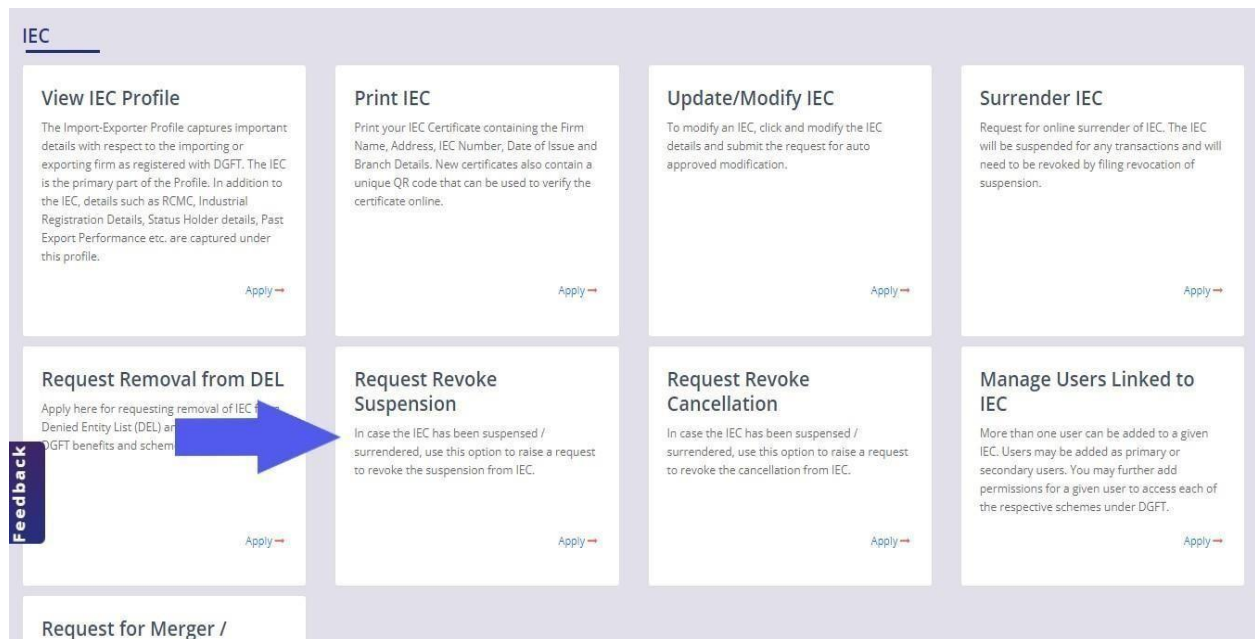 IEC
View IEC Profile
The Import-Exporter Profile captures important
details with respect to the importing or
exporting firm as registered with DGFT. The IEC
is the primary part of the Profile. In addition to
the IEC, details such as RCMC, Industrial
Registration Details, Status Holder details, Past
Export Performance etc. are captured under
this profile.
Apply
Print IEC
Print your IEC Certificate containing the Firm
Name, Address, IEC Number, Date of Issue and
Branch Details. New certificates also contain a
unique QR code that can be used to verify the
certificate online.
Apply
Update/Modify IEC
To modify an IEC, click and modify the IEC
details and submit the request for auto
approved modification.
Apply
Surrender IEC
Request for online surrender of IEC. The IEC
will be suspended for any transactions and will
need to be revoked by filing revocation of
suspension.
Apply
Request Removal from DEL
Apply here for requesting removal of IEC
Denied Entity List (DEL)
DGFT benefits and
Apply
Request Revoke
Suspension
In case the IEC has been suspended /
surrendered, use this option to raise a request
to revoke the suspension from IEC.
Apply
Request Revoke
Cancellation
In case the IEC has been suspended /
surrendered, use this option to raise a request
to revoke the cancellation from IEC.
Apply
Manage Users Linked to
IEC
More than one user can be added to a given
IEC. Users may be added as primary or
secondary users. You may further add
permissions for a given user to access each of
the respective schemes under DGFT.
Apply
Feedback
Request for Merger /